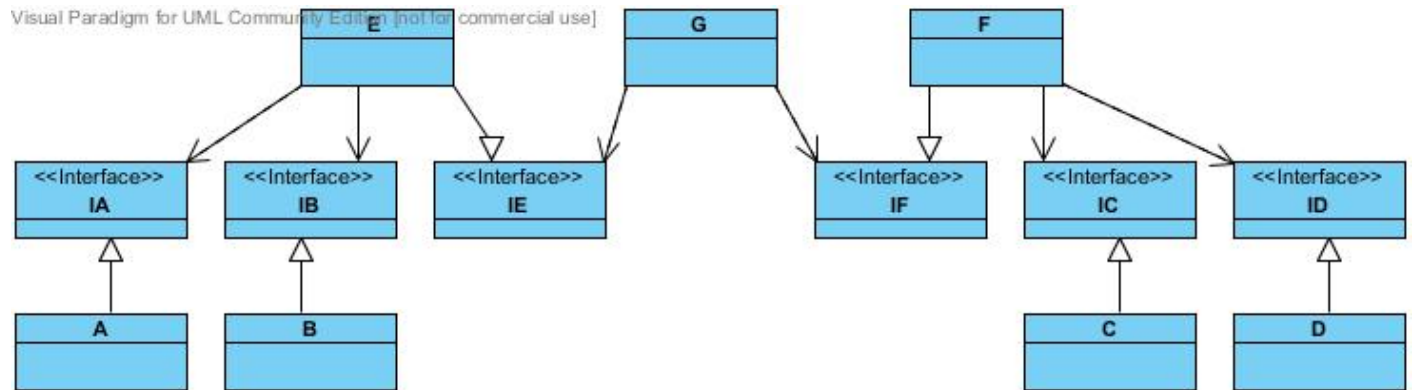 Visual Paradigm for UML Community Edition [not for commercial use]
E
G
F
<<Interface>>
IA
<<Interface>>
IB
<<Interface>>
IE
<<Interface>>
IF
<<Interface>>
IC
<<Interface>>
ID
A
B
C
D